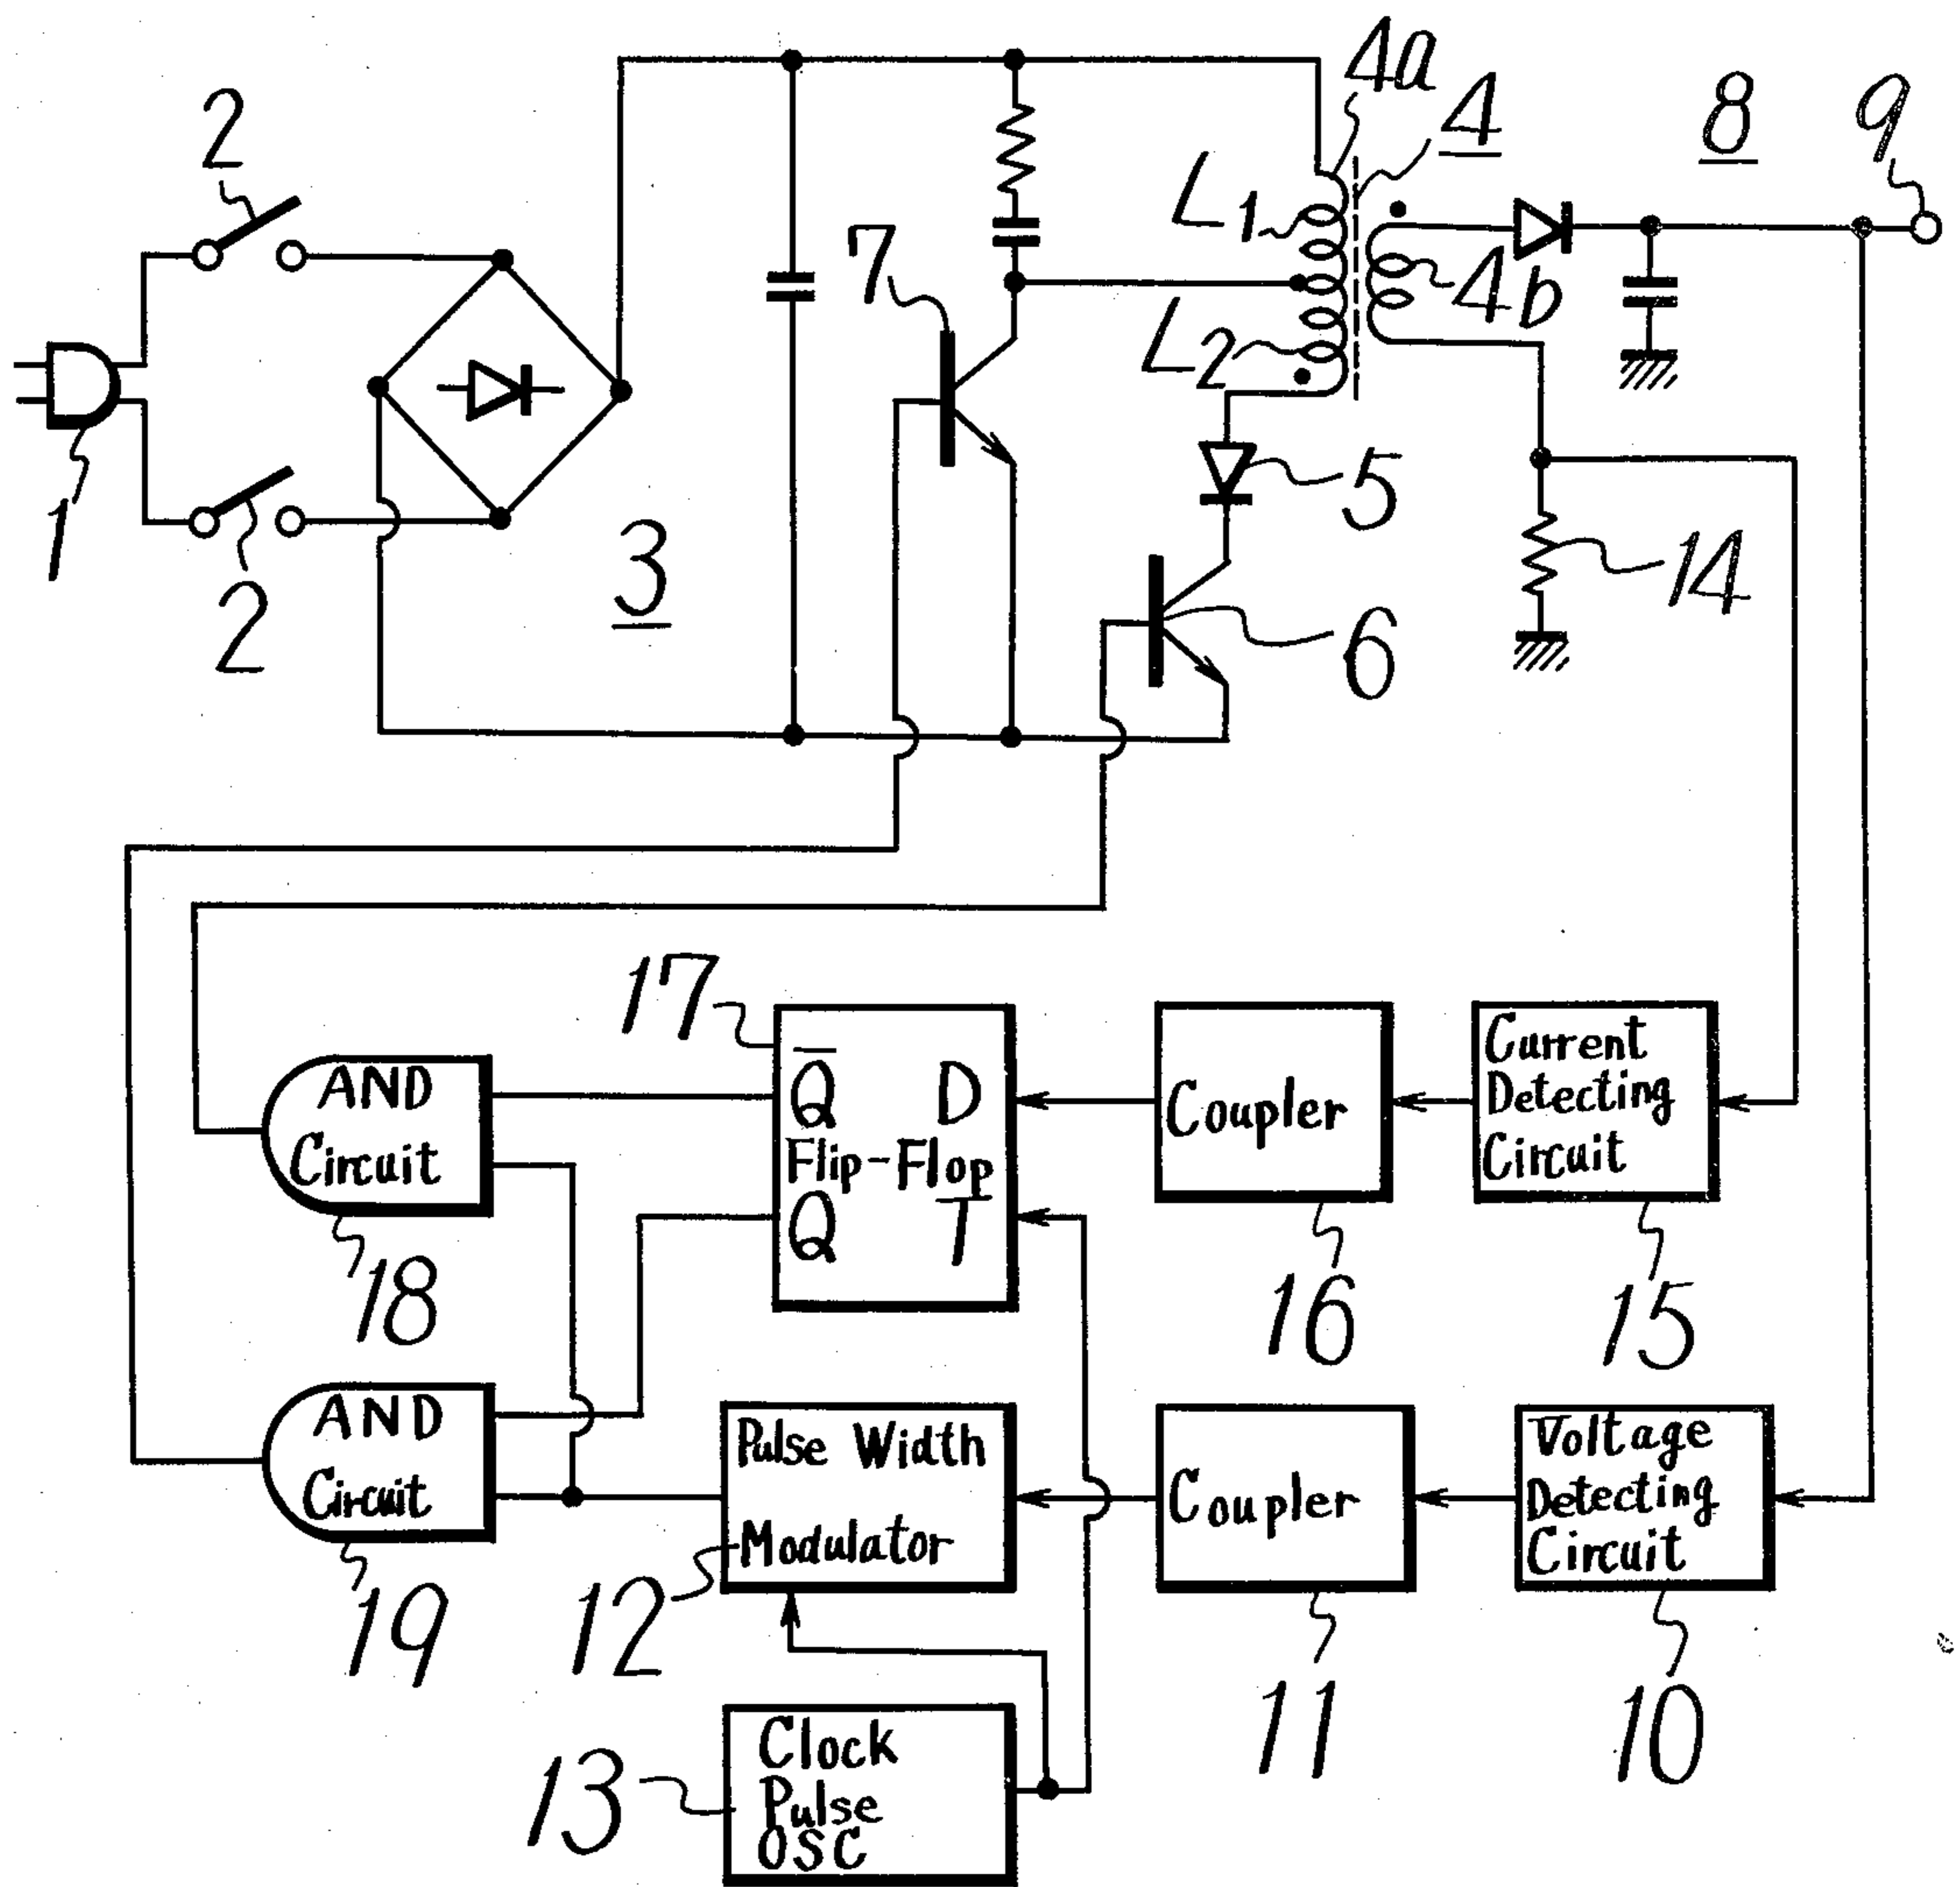 4a
4
8
9
2
L1
7
4b
L2
5
1
3
14
2
6
17
Q̄ D
Flip-Flop
Q T
Coupler
Current
Detecting
Circuit
AND
Circuit
18
16
15
AND
Circuit
Pulse Width
Modulator
Coupler
Voltage
Detecting
Circuit
19
12
11
10
13
Clock
Pulse
OSC